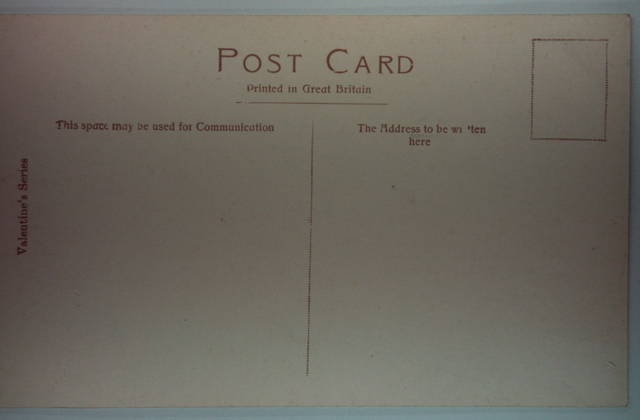 POST CARD
Printed in Great Britain
This space may be used for Communication
The Address to be written
here
Valentine's Series